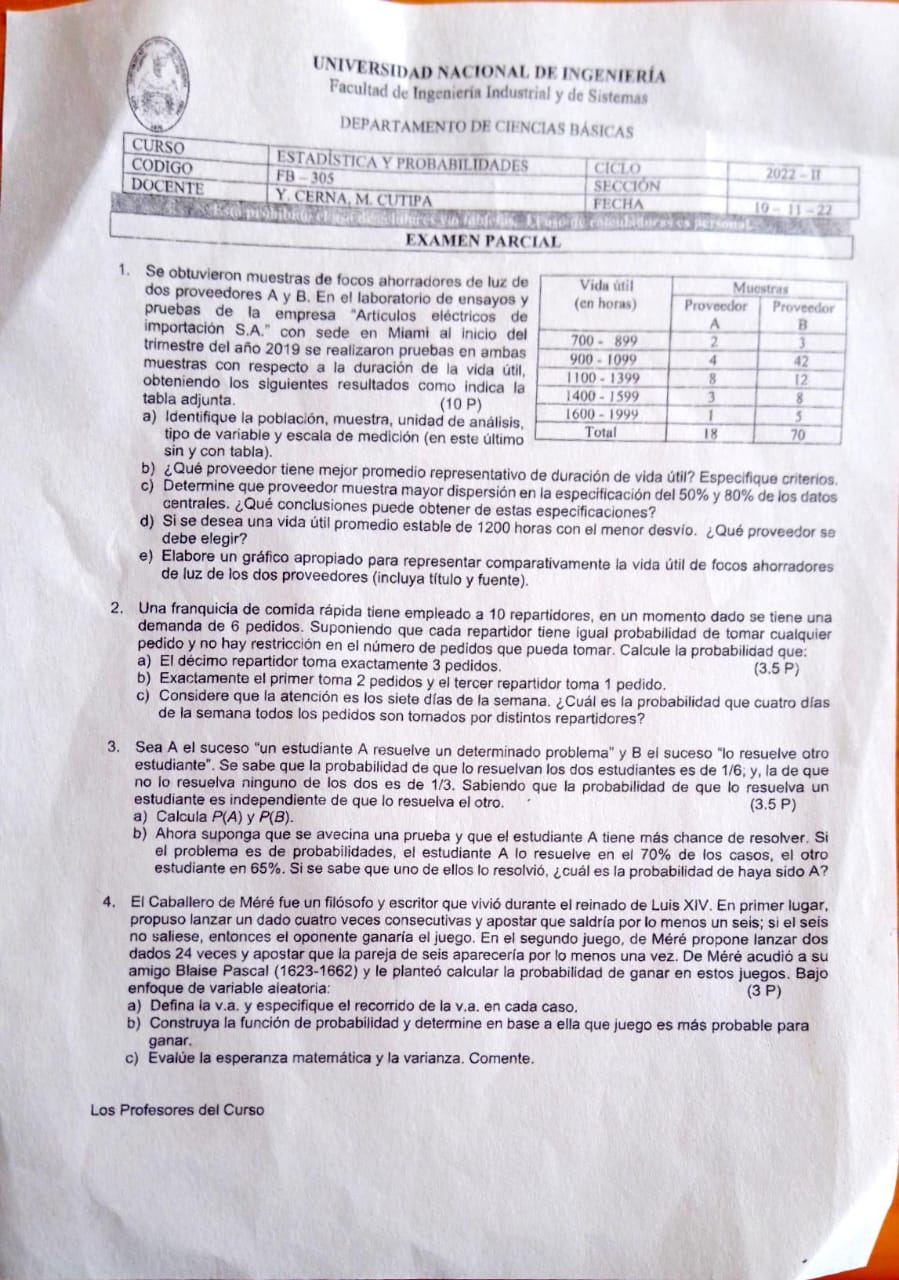 UNIVERSIDAD NACIONAL DE INGENIERÍA
Facultad de Ingeniería Industrial y de Sistemas
DEPARTAMENTO DE CIENCIAS BÁSICAS
CURSO ESTADÍSTICA Y PROBABILIDADES CICLO 2022 – II
CODIGO FB – 305 SECCIÓN
DOCENTE Y. CERNA, M. CUTIPA FECHA 19 – 11 – 22
Está prohibido el uso de celulares y/o tabletas. El uso de calculadoras es personal.
EXAMEN PARCIAL
1. Se obtuvieron muestras de focos ahorradores de luz de
dos proveedores A y B. En el laboratorio de ensayos y
pruebas de la empresa "Artículos eléctricos de
importación S.A." con sede en Miami al inicio del
trimestre del año 2019 se realizaron pruebas en ambas
muestras con respecto a la duración de la vida útil,
obteniendo los siguientes resultados como indica la
tabla adjunta. (10 P)
Vida útil Muestras
(en horas) Proveedor Proveedor
A B
700 - 899 2 3
900 - 1099 4 42
1100 - 1399 8 12
1400 - 1599 3 8
1600 - 1999 1 5
Total 18 70
a) Identifique la población, muestra, unidad de análisis,
tipo de variable y escala de medición (en este último
sin y con tabla).
b) ¿Qué proveedor tiene mejor promedio representativo de duración de vida útil? Especifique criterios.
c) Determine que proveedor muestra mayor dispersión en la especificación del 50% y 80% de los datos
centrales. ¿Qué conclusiones puede obtener de estas especificaciones?
d) Si se desea una vida útil promedio estable de 1200 horas con el menor desvío. ¿Qué proveedor se
debe elegir?
e) Elabore un gráfico apropiado para representar comparativamente la vida útil de focos ahorradores
de luz de los dos proveedores (incluya título y fuente).
2. Una franquicia de comida rápida tiene empleado a 10 repartidores, en un momento dado se tiene una
demanda de 6 pedidos. Suponiendo que cada repartidor tiene igual probabilidad de tomar cualquier
pedido y no hay restricción en el número de pedidos que pueda tomar. Calcule la probabilidad que:
a) El décimo repartidor toma exactamente 3 pedidos. (3.5 P)
b) Exactamente el primer toma 2 pedidos y el tercer repartidor toma 1 pedido.
c) Considere que la atención es los siete días de la semana. ¿Cuál es la probabilidad que cuatro días
de la semana todos los pedidos son tomados por distintos repartidores?
3. Sea A el suceso "un estudiante A resuelve un determinado problema" y B el suceso "lo resuelve otro
estudiante". Se sabe que la probabilidad de que lo resuelvan los dos estudiantes es de 1/6; y, la de que
no lo resuelva ninguno de los dos es de 1/3. Sabiendo que la probabilidad de que lo resuelva un
estudiante es independiente de que lo resuelva el otro. (3.5 P)
a) Calcula P(A) y P(B).
b) Ahora suponga que se avecina una prueba y que el estudiante A tiene más chance de resolver. Si
el problema es de probabilidades, el estudiante A lo resuelve en el 70% de los casos, el otro
estudiante en 65%. Si se sabe que uno de ellos lo resolvió, ¿cuál es la probabilidad de haya sido A?
4. El Caballero de Méré fue un filósofo y escritor que vivió durante el reinado de Luis XIV. En primer lugar,
propuso lanzar un dado cuatro veces consecutivas y apostar que saldría por lo menos un seis; si el seis
no saliese, entonces el oponente ganaría el juego. En el segundo juego, de Méré propone lanzar dos
dados 24 veces y apostar que la pareja de seis aparecería por lo menos una vez. De Méré acudió a su
amigo Blaise Pascal (1623-1662) y le planteó calcular la probabilidad de ganar en estos juegos. Bajo
enfoque de variable aleatoria: (3 P)
a) Defina la v.a. y especifique el recorrido de la v.a. en cada caso.
b) Construya la función de probabilidad y determine en base a ella que juego es más probable para
ganar.
c) Evalúe la esperanza matemática y la varianza. Comente.
Los Profesores del Curso